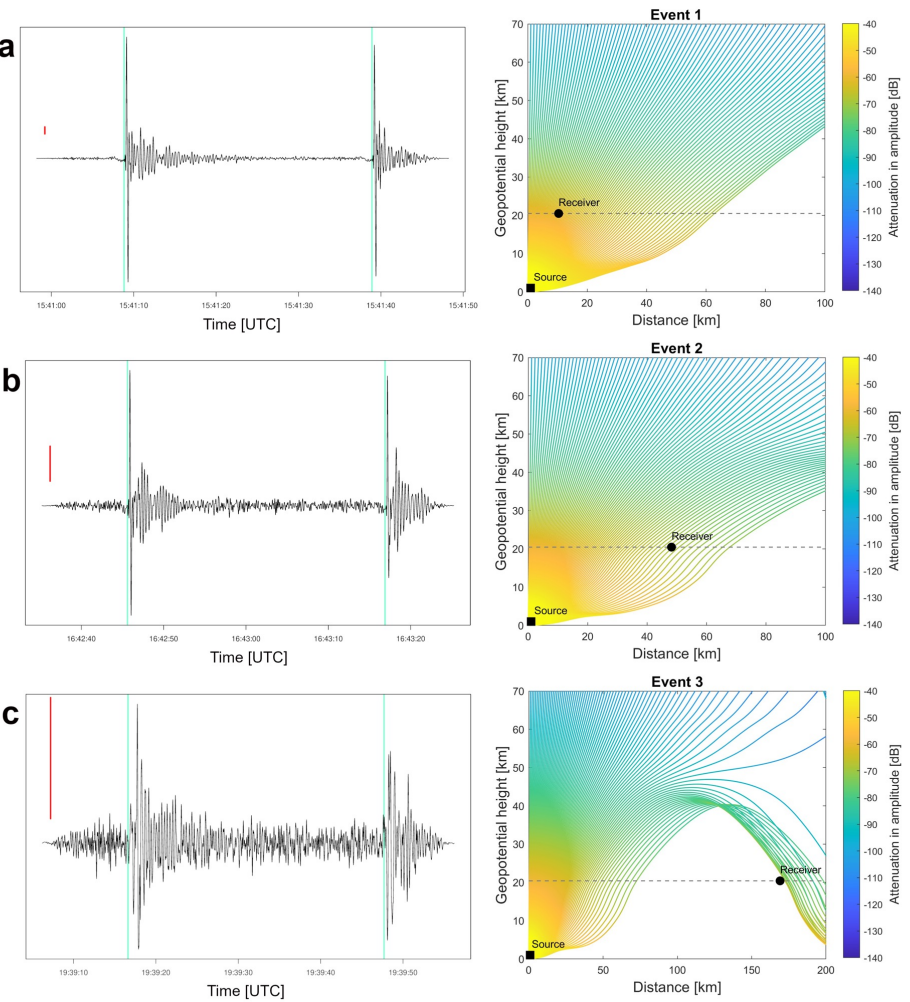 a
15:41:00 15:41:10 15:41:20 15:41:30 15:41:40 15:41:50
Time [UTC]
Event 1
Geopotential height [km]
70
60
50
40
30
20
10
0
Receiver
Source
0 20 40 60 80 100
Distance [km]
-40
-50
-60
-70
-80
-90
-100
-110
-120
-130
-140
Attenuation in amplitude [dB]
b
16:42:40 16:42:50 16:43:00 16:43:10 16:43:20
Time [UTC]
Event 2
Geopotential height [km]
70
60
50
40
30
20
10
0
Receiver
Source
0 20 40 60 80 100
Distance [km]
-40
-50
-60
-70
-80
-90
-100
-110
-120
-130
-140
Attenuation in amplitude [dB]
c
19:39:10 19:39:20 19:39:30 19:39:40 19:39:50
Time [UTC]
Event 3
Geopotential height [km]
70
60
50
40
30
20
10
0
Receiver
Source
0 50 100 150 200
Distance [km]
-40
-50
-60
-70
-80
-90
-100
-110
-120
-130
-140
Attenuation in amplitude [dB]